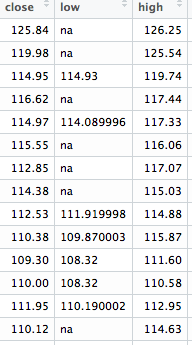 close low high
125.84 na 126.25
119.98 na 125.54
114.95 114.93 119.74
116.62 na 117.44
114.97 114.089996 117.33
115.55 na 116.06
112.85 na 117.07
114.38 na 115.03
112.53 111.919998 114.88
110.38 109.870003 115.87
109.30 108.32 111.60
110.00 108.32 110.58
111.95 110.190002 112.95
110.12 na 114.63